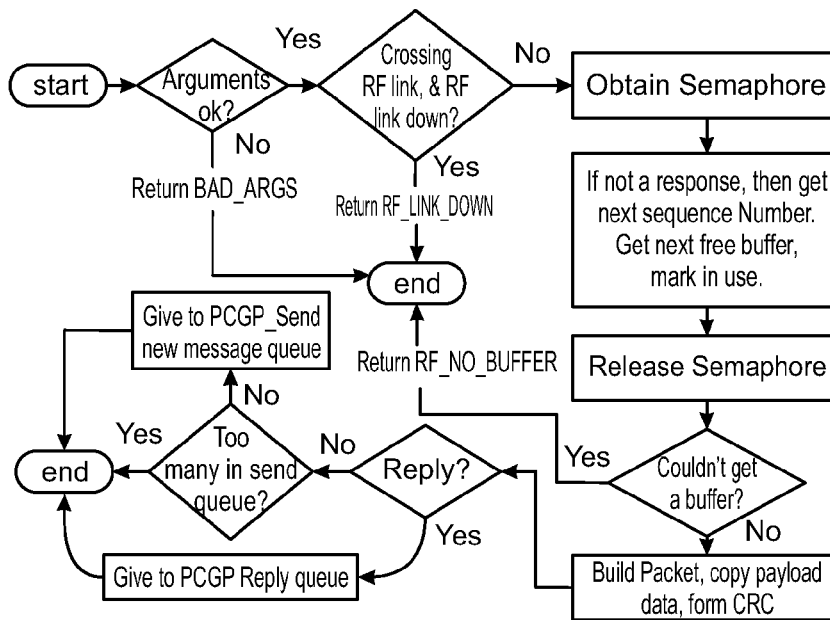 start
Arguments
ok?
Yes
No
Return BAD_ARGS
Crossing
RF link, & RF
link down?
No
Yes
Return RF_LINK_DOWN
end
Obtain Semaphore
If not a response, then get
next sequence Number.
Get next free buffer,
mark in use.
Release Semaphore
Couldn't get
a buffer?
Yes
Return RF_NO_BUFFER
No
Build Packet, copy payload
data, form CRC
Reply?
No
Yes
Give to PCGP Reply queue
Too
many in send
queue?
No
Yes
Give to PCGP_Send
new message queue
end